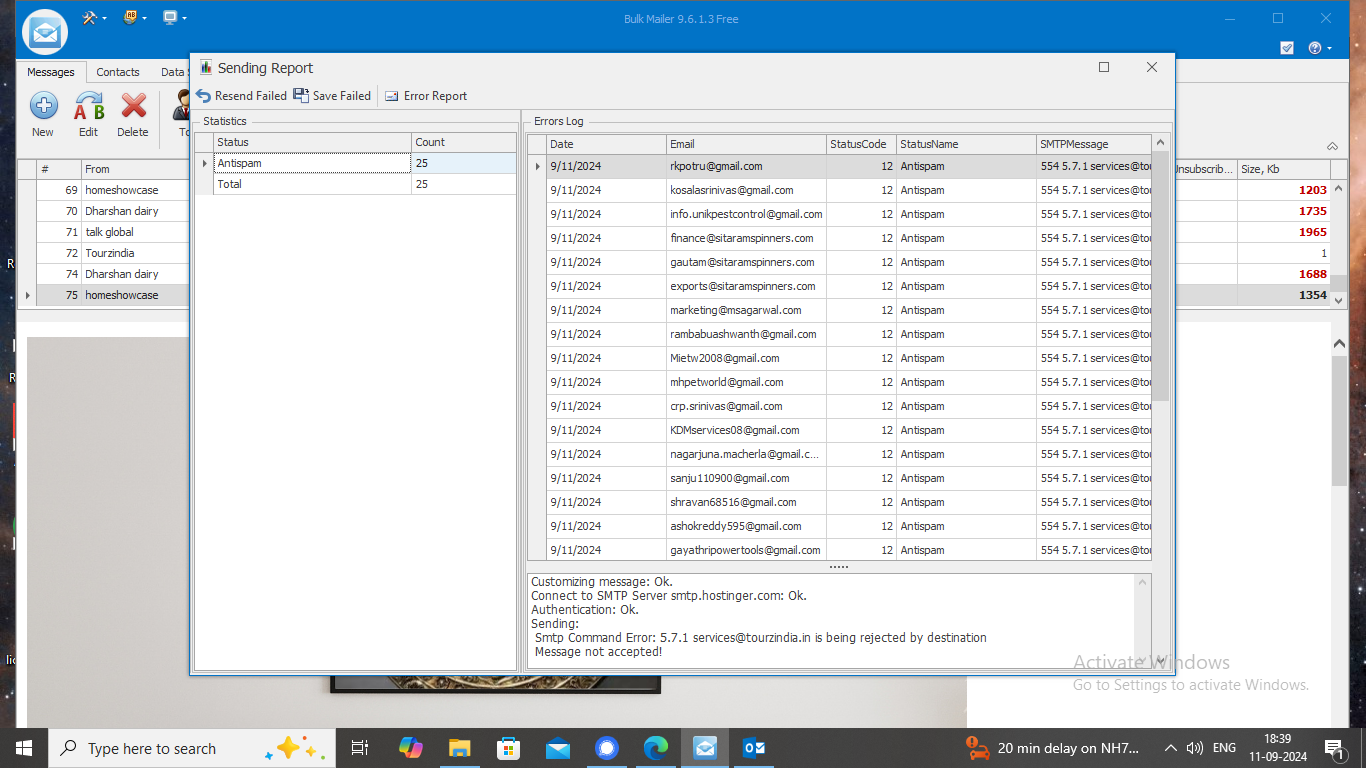 Bulk Mailer 9.6.1.3 Free
Messages Contacts Data
New Edit Delete
# From
69 homeshowcase
70 Dharshan dairy
71 talk global
72 Tourzindia
74 Dharshan dairy
75 homeshowcase
Size, Kb
1203
1735
1965
1
1688
1354
Sending Report
Resend Failed Save Failed Error Report
Statistics
Status Count
Antispam 25
Total 25
Errors Log
Date Email StatusCode StatusName SMTPMessage
9/11/2024 rkpotru@gmail.com 12 Antispam 554 5.7.1 services@tou
9/11/2024 kosalasrinivas@gmail.com 12 Antispam 554 5.7.1 services@tou
9/11/2024 info.unikpestcontrol@gmail.com 12 Antispam 554 5.7.1 services@tou
9/11/2024 finance@sitaramspinners.com 12 Antispam 554 5.7.1 services@tou
9/11/2024 gautam@sitaramspinners.com 12 Antispam 554 5.7.1 services@tou
9/11/2024 exports@sitaramspinners.com 12 Antispam 554 5.7.1 services@tou
9/11/2024 marketing@msagarwal.com 12 Antispam 554 5.7.1 services@tou
9/11/2024 rambabuashwanth@gmail.com 12 Antispam 554 5.7.1 services@tou
9/11/2024 Mietw2008@gmail.com 12 Antispam 554 5.7.1 services@tou
9/11/2024 mhpetworld@gmail.com 12 Antispam 554 5.7.1 services@tou
9/11/2024 crp.srinivas@gmail.com 12 Antispam 554 5.7.1 services@tou
9/11/2024 KDMservices08@gmail.com 12 Antispam 554 5.7.1 services@tou
9/11/2024 nagarjuna.macherla@gmail.c... 12 Antispam 554 5.7.1 services@tou
9/11/2024 sanju110900@gmail.com 12 Antispam 554 5.7.1 services@tou
9/11/2024 shravan68516@gmail.com 12 Antispam 554 5.7.1 services@tou
9/11/2024 ashokreddy595@gmail.com 12 Antispam 554 5.7.1 services@tou
9/11/2024 gayathripowertools@gmail.com 12 Antispam 554 5.7.1 services@tou
Customizing message: Ok.
Connect to SMTP Server smtp.hostinger.com: Ok.
Authentication: Ok.
Sending:
Smtp Command Error: 5.7.1 services@tourzindia.in is being rejected by destination
Message not accepted!
Activate Windows
Go to Settings to activate Windows.
Type here to search
20 min delay on NH7...
ENG
18:39
11-09-2024
1